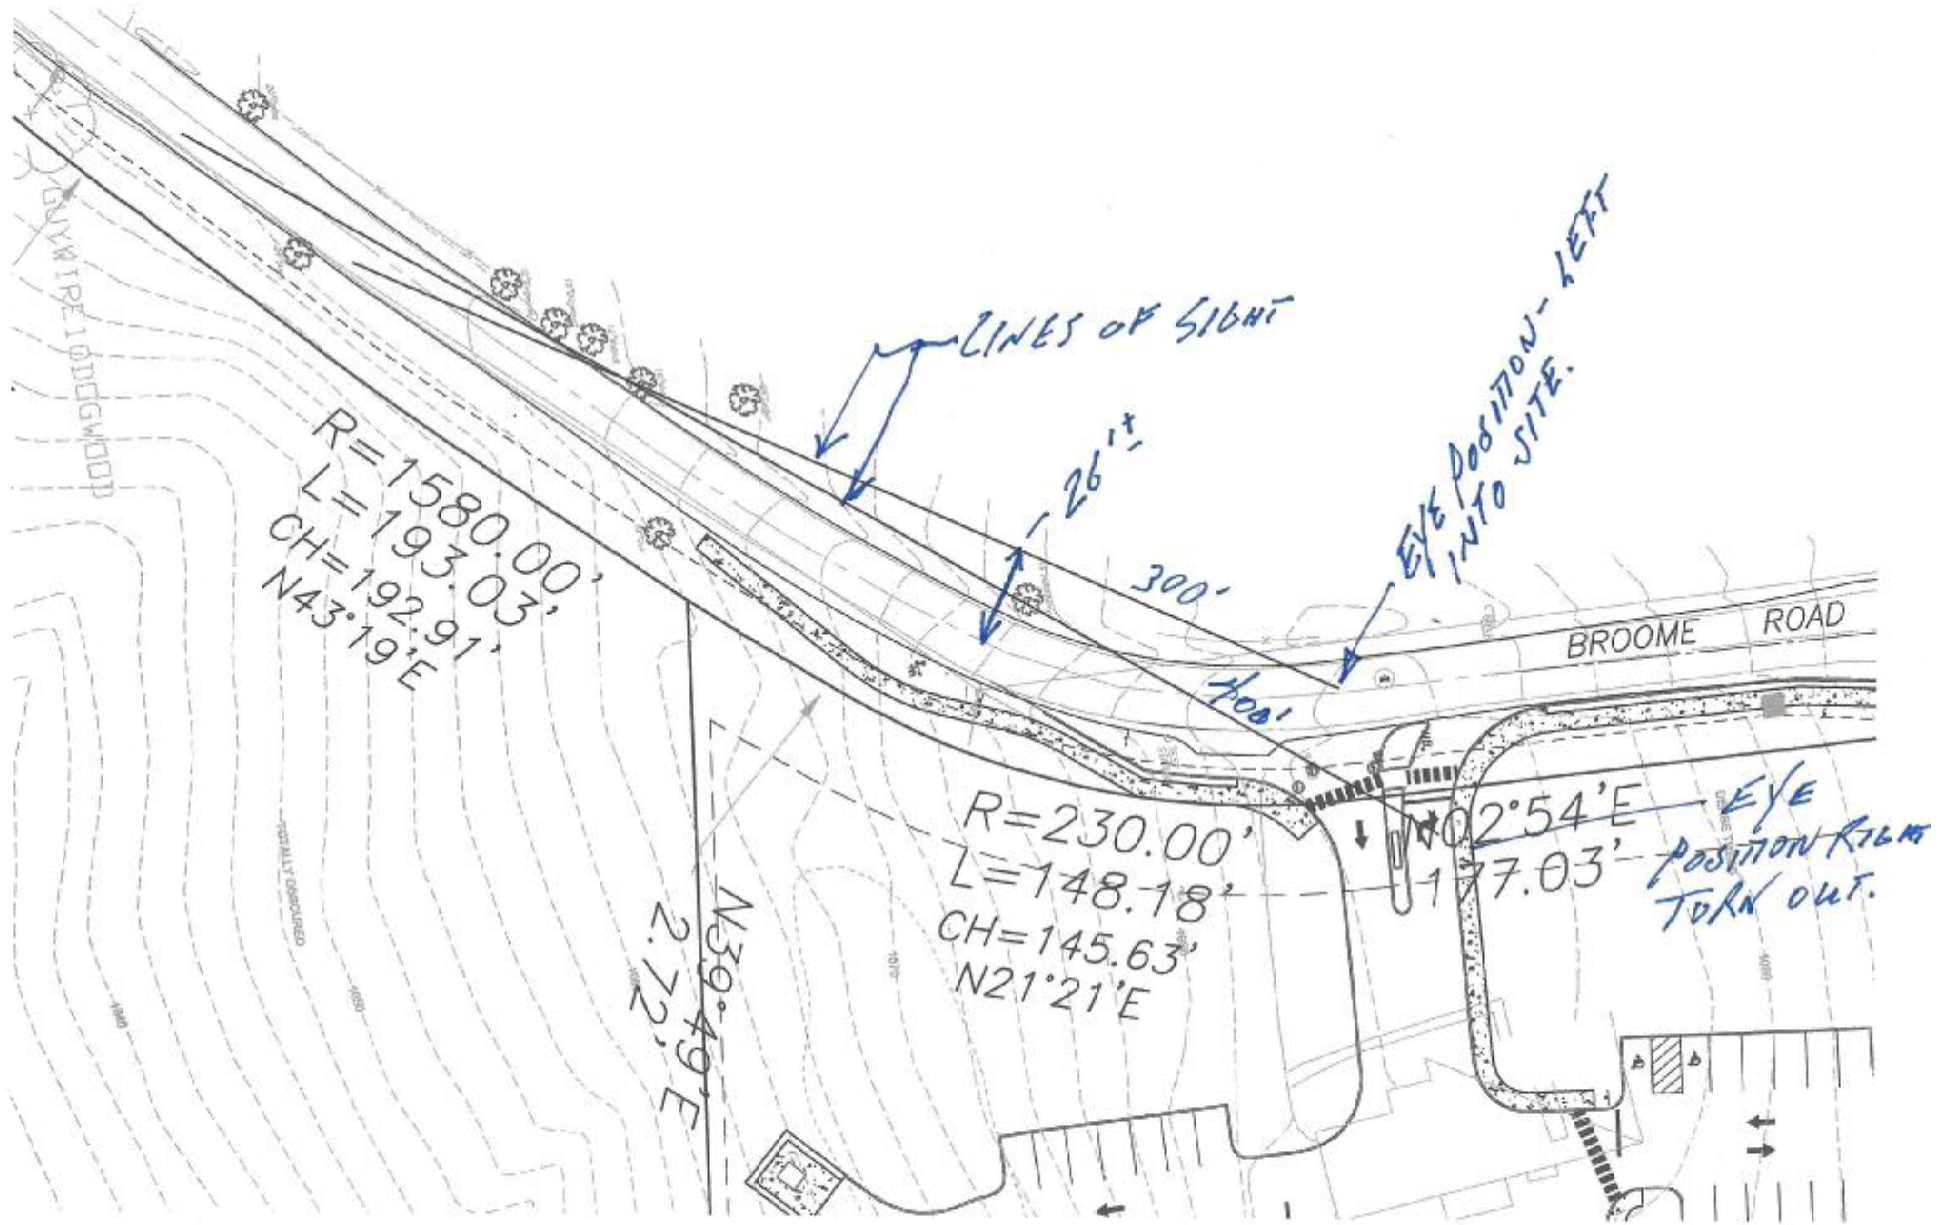 LINES OF SIGHT
26'±
300'
400'
EYE POSITION - LEFT
INTO SITE.
BROOME ROAD
GUYWIRE10DOGWOOD
R=1580.00'
L=193.03'
CH=192.91'
N43°19'E
R=230.00'
L=148.18'
CH=145.63'
N21°21'E
N02°54'E
177.03'
EYE
POSITION RIGHT
TURN OUT.
N39°49'E
2.72'
1070